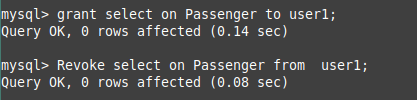 mysql> grant select on Passenger to user1;
Query OK, 0 rows affected (0.14 sec)
mysql> Revoke select on Passenger from  user1;
Query OK, 0 rows affected (0.08 sec)